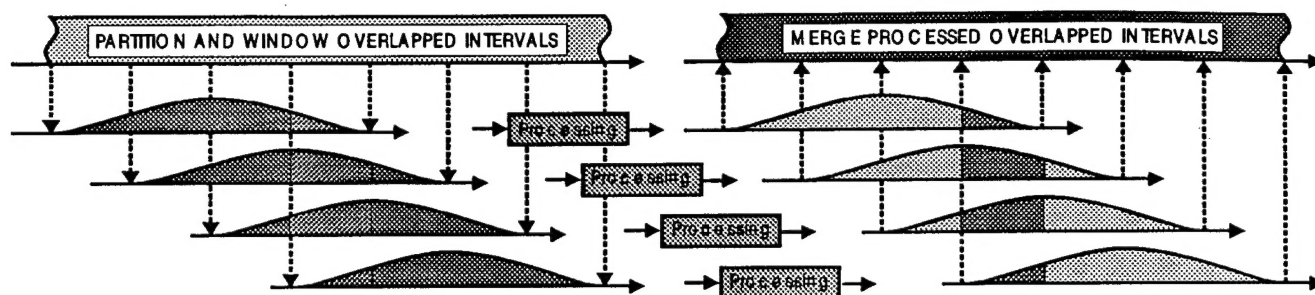 PARTITION AND WINDOW OVERLAPPED INTERVALS
MERGE PROCESSED OVERLAPPED INTERVALS
Processing
Processing
Processing
Processing